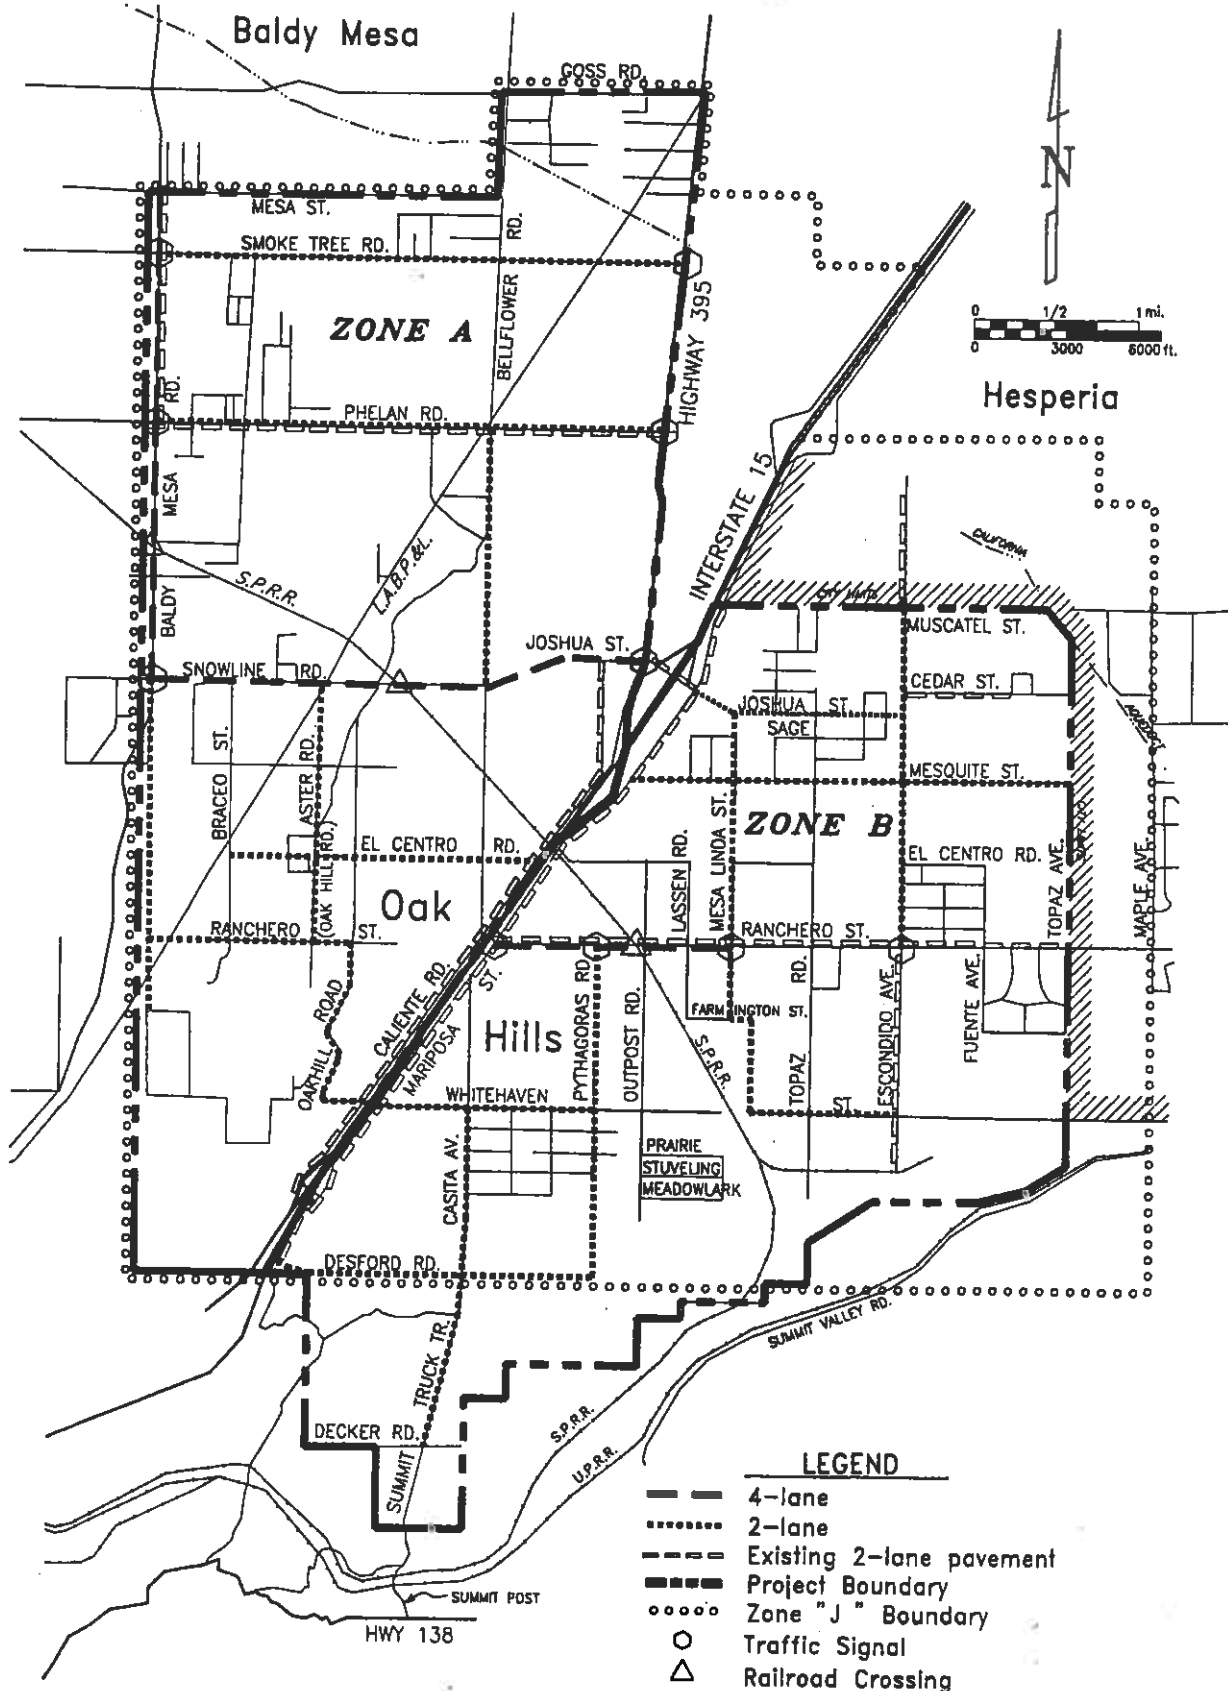 Baldy Mesa
GOSS RD.
MESA ST.
SMOKE TREE RD.
RD.
BELLFLOWER
ZONE A
HIGHWAY 395
N
0 1/2 1 mi.
0 3000 6000 ft.
Hesperia
RD.
PHELAN RD.
MESA
INTERSTATE 15
L.A.B.P.&L.
S.P.R.R.
CALIFORNIA
CITY LIMITS
BALDY
JOSHUA ST.
MUSCATEL ST.
SNOWLINE RD.
CEDAR ST.
JOSHUA ST.
SAGE
BRACEO ST.
ASTER RD.
MESQUITE ST.
ZONE B
(OAK HILL RD.)
EL CENTRO RD.
LASSEN RD.
MESA LINDA ST.
EL CENTRO RD.
TOPAZ AVE.
MAPLE AVE.
Oak
RANCHERO ST.
RANCHERO ST.
CALIENTE RD.
MARIPOSA ST.
OAKHILL ROAD
Hills
PYTHAGORAS RD.
OUTPOST RD.
FARMINGTON ST.
TOPAZ RD.
ESCONDIDO AVE.
FUENTE AVE.
S.P.R.R.
WHITEHAVEN
ST.
CASITA AV.
PRAIRIE
STUVELING
MEADOWLARK
DESFORD RD.
SUMMIT VALLEY RD.
TRUCK TR.
DECKER RD.
SUMMIT
S.P.R.R.
U.P.R.R.
SUMMIT POST
HWY 138
LEGEND
4-lane
2-lane
Existing 2-lane pavement
Project Boundary
Zone "J " Boundary
Traffic Signal
Railroad Crossing